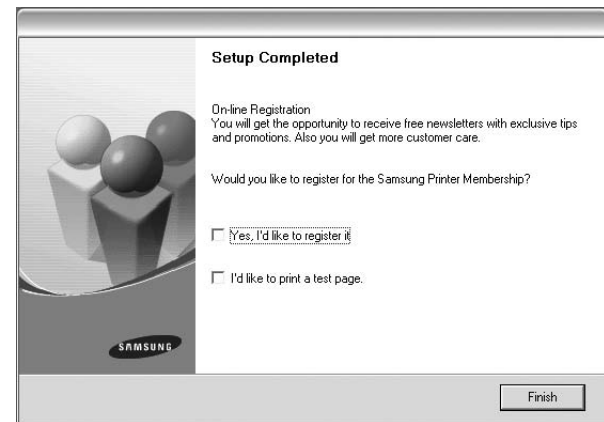 Setup Completed
On-line Registration
You will get the opportunity to receive free newsletters with exclusive tips
and promotions. Also you will get more customer care.
Would you like to register for the Samsung Printer Membership?
Yes, I'd like to register it
I'd like to print a test page.
SAMSUNG
Finish